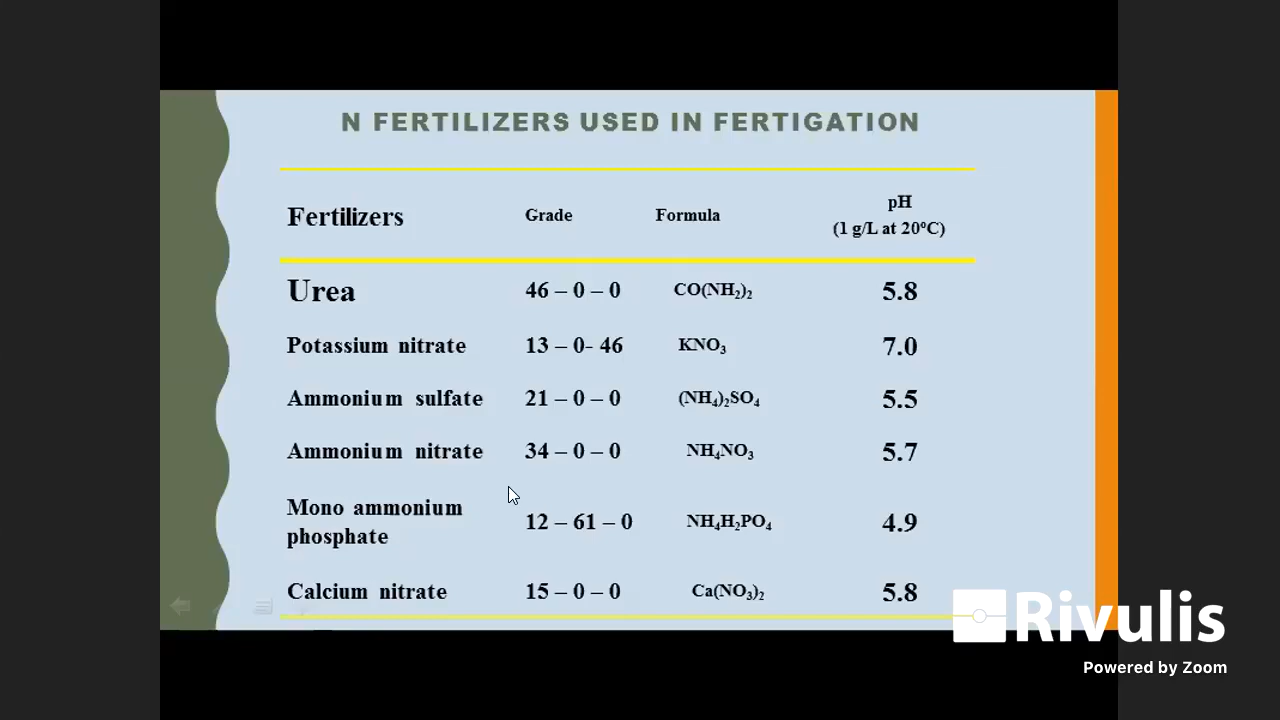 N FERTILIZERS USED IN FERTIGATION
Fertilizers Grade Formula pH
(1 g/L at 20°C)
Urea 46 – 0 – 0 CO(NH₂)₂ 5.8
Potassium nitrate 13 – 0- 46 KNO₃ 7.0
Ammonium sulfate 21 – 0 – 0 (NH₄)₂SO₄ 5.5
Ammonium nitrate 34 – 0 – 0 NH₄NO₃ 5.7
Mono ammonium
phosphate 12 – 61 – 0 NH₄H₂PO₄ 4.9
Calcium nitrate 15 – 0 – 0 Ca(NO₃)₂ 5.8
Rivulis
Powered by Zoom